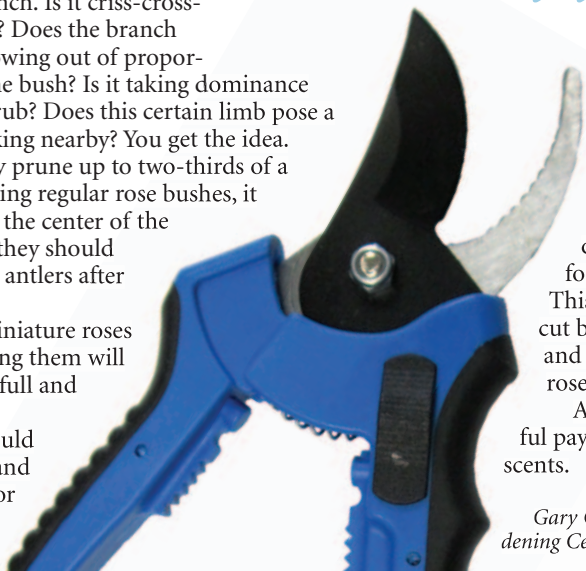 nch. Is it criss-cross-
? Does the branch
wing out of propor-
e bush? Is it taking dominance
rub? Does this certain limb pose a
king nearby? You get the idea.
y prune up to two-thirds of a
ing regular rose bushes, it
the center of the
they should
antlers after
iniature roses
ng them will
full and
uld
and
or
c
fo
This
cut b
and
rose
A
ful pay
scents.
Gary
dening Ce